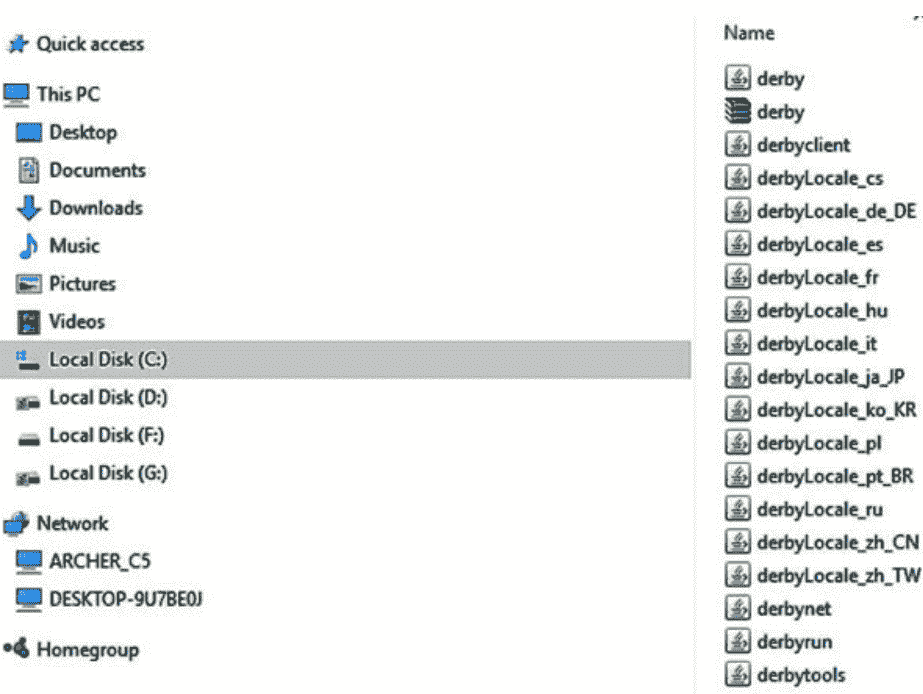 Quick access
This PC
Desktop
Documents
Downloads
Music
Pictures
Videos
Local Disk (C:)
Local Disk (D:)
Local Disk (F:)
Local Disk (G:)
Network
ARCHER_C5
DESKTOP-9U7BE0J
Homegroup
Name
derby
derby
derbyclient
derbyLocale_cs
derbyLocale_de_DE
derbyLocale_es
derbyLocale_fr
derbyLocale_hu
derbyLocale_it
derbyLocale_ja_JP
derbyLocale_ko_KR
derbyLocale_pl
derbyLocale_pt_BR
derbyLocale_ru
derbyLocale_zh_CN
derbyLocale_zh_TW
derbynet
derbyrun
derbytools